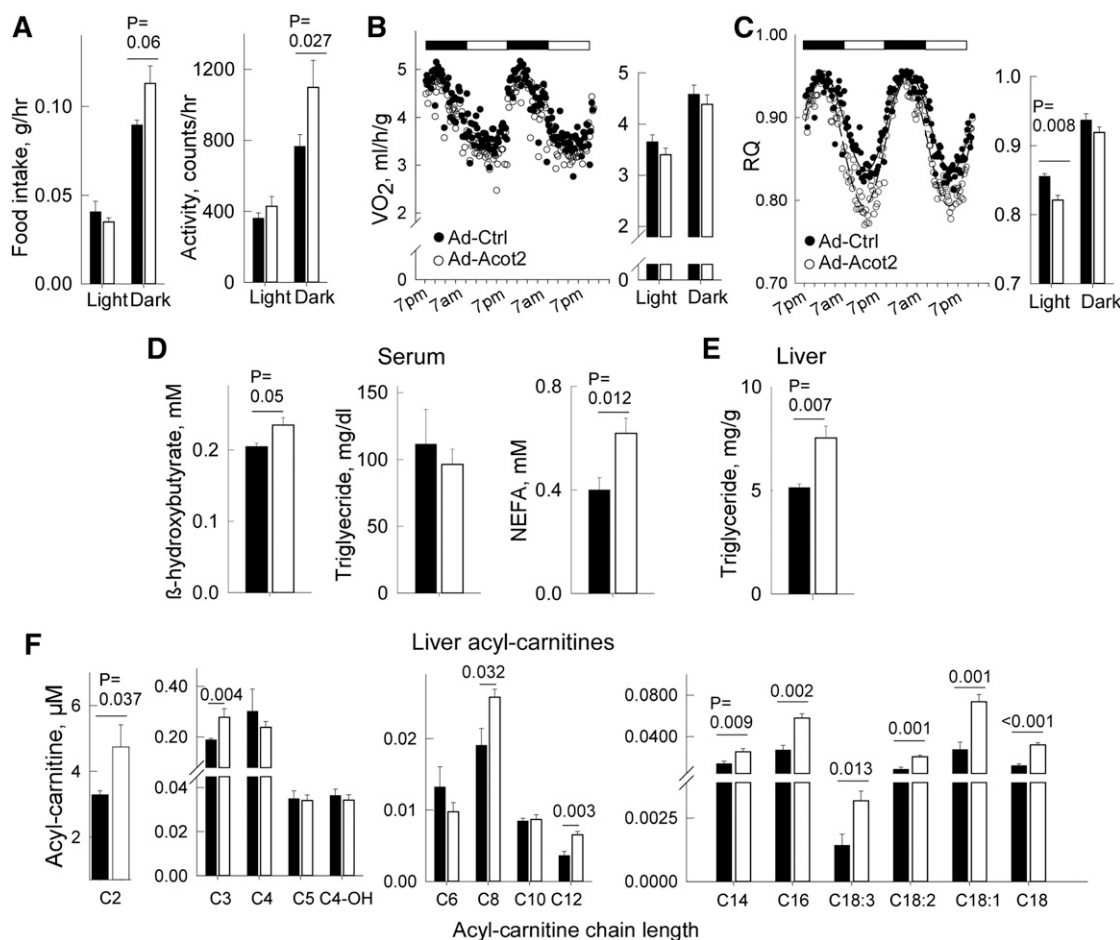 A
P=
0.06
Food intake, g/hr
0.10
0.05
0.00
Light Dark
P=
0.027
Activity, counts/hr
1200
800
400
0
Light Dark
B
VO2, ml/h/g
5
4
3
2
0
Ad-Ctrl
Ad-Acot2
7pm 7am 7pm 7am 7pm
5
4
3
2
0
Light Dark
C
RQ
1.00
0.90
0.80
0.70
Ad-Ctrl
Ad-Acot2
7pm 7am 7pm 7am 7pm
P=
0.008
1.0
0.9
0.8
0.7
Light Dark
D
Serum
P=
0.05
ß-hydroxybutyrate, mM
0.2
0.1
0.0
Triglyecride, mg/dl
150
100
50
0
P=
0.012
NEFA, mM
0.8
0.4
0.0
E
Liver
P=
0.007
Triglyceride, mg/g
10
5
0
F
Liver acyl-carnitines
Acyl-carnitine, µM
P=
0.037
6
4
2
C2
0.40
0.20
0.04
0.02
0.00
0.004
C3 C4 C5 C4-OH
0.02
0.01
0.00
0.032
0.003
C6 C8 C10 C12
0.0800
0.0400
0.0025
0.0000
P=
0.009
0.002
0.013
0.001
0.001
<0.001
C14 C16 C18:3 C18:2 C18:1 C18
Acyl-carnitine chain length